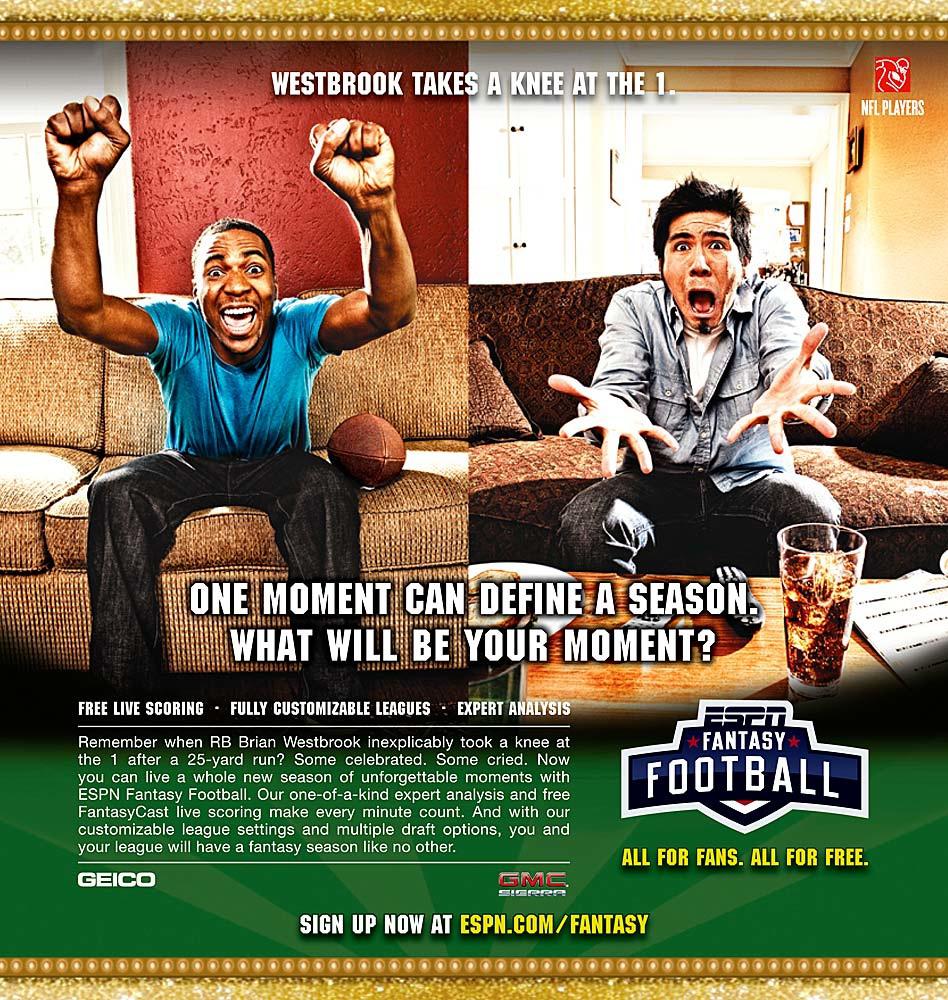 WESTBROOK TAKES A KNEE AT THE 1.
NFL PLAYERS
ONE MOMENT CAN DEFINE A SEASON.
WHAT WILL BE YOUR MOMENT?
FREE LIVE SCORING · FULLY CUSTOMIZABLE LEAGUES · EXPERT ANALYSIS
Remember when RB Brian Westbrook inexplicably took a knee at
the 1 after a 25-yard run? Some celebrated. Some cried. Now
you can live a whole new season of unforgettable moments with
ESPN Fantasy Football. Our one-of-a-kind expert analysis and free
FantasyCast live scoring make every minute count. And with our
customizable league settings and multiple draft options, you and
your league will have a fantasy season like no other.
GEICO
GMC
SIERRA
ESPN
FANTASY
FOOTBALL
ALL FOR FANS. ALL FOR FREE.
SIGN UP NOW AT ESPN.COM/FANTASY